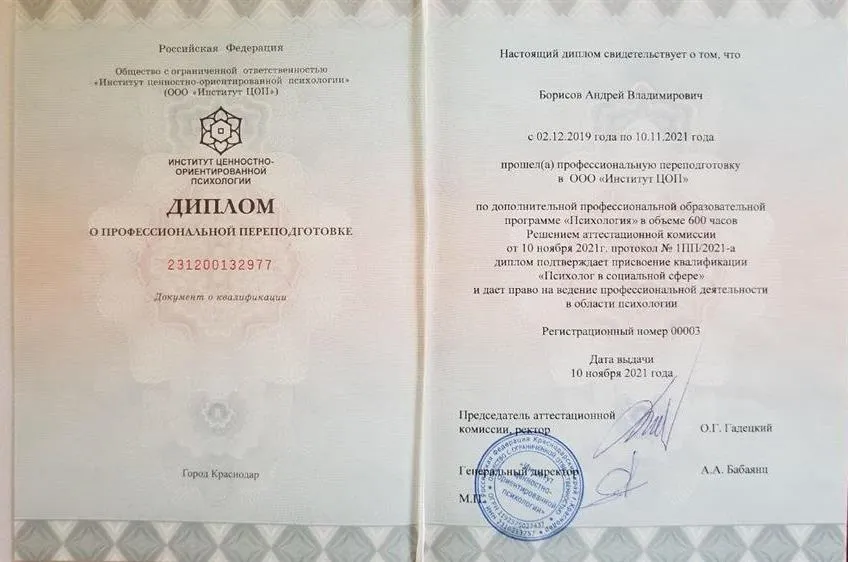 Российская Федерация
Общество с ограниченной ответственностью
«Институт ценностно-ориентированной психологии»
(ООО «Институт ЦОП»)
ИНСТИТУТ ЦЕННОСТНО-
ОРИЕНТИРОВАННОЙ
ПСИХОЛОГИИ
ДИПЛОМ
О ПРОФЕССИОНАЛЬНОЙ ПЕРЕПОДГОТОВКЕ
231200132977
Документ о квалификации
Город Краснодар
Настоящий диплом свидетельствует о том, что
Борисов Андрей Владимирович
с 02.12.2019 года по 10.11.2021 года
прошел(а) профессиональную переподготовку
в ООО «Институт ЦОП»
по дополнительной профессиональной образовательной
программе «Психология» в объеме 600 часов
Решением аттестационной комиссии
от 10 ноября 2021г. протокол № 1ПП/2021-а
диплом подтверждает присвоение квалификации
«Психолог в социальной сфере»
и дает право на ведение профессиональной деятельности
в области психологии
Регистрационный номер 00003
Дата выдачи
10 ноября 2021 года
Председатель аттестационной
комиссии, ректор
О.Г. Гадецкий
Генеральный директор
А.А. Бабаянц
М.П.
«Институт
ценностно-
ориентированной
психологии»